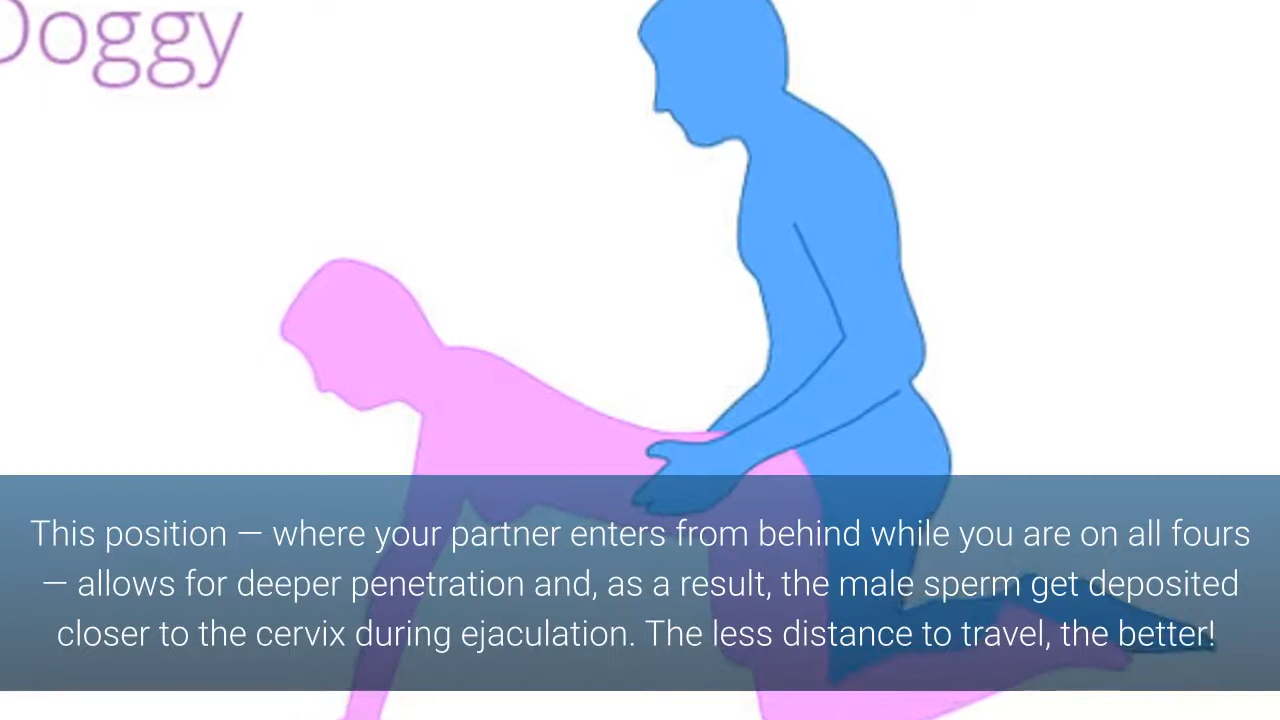 Doggy
This position — where your partner enters from behind while you are on all fours
— allows for deeper penetration and, as a result, the male sperm get deposited
closer to the cervix during ejaculation. The less distance to travel, the better!